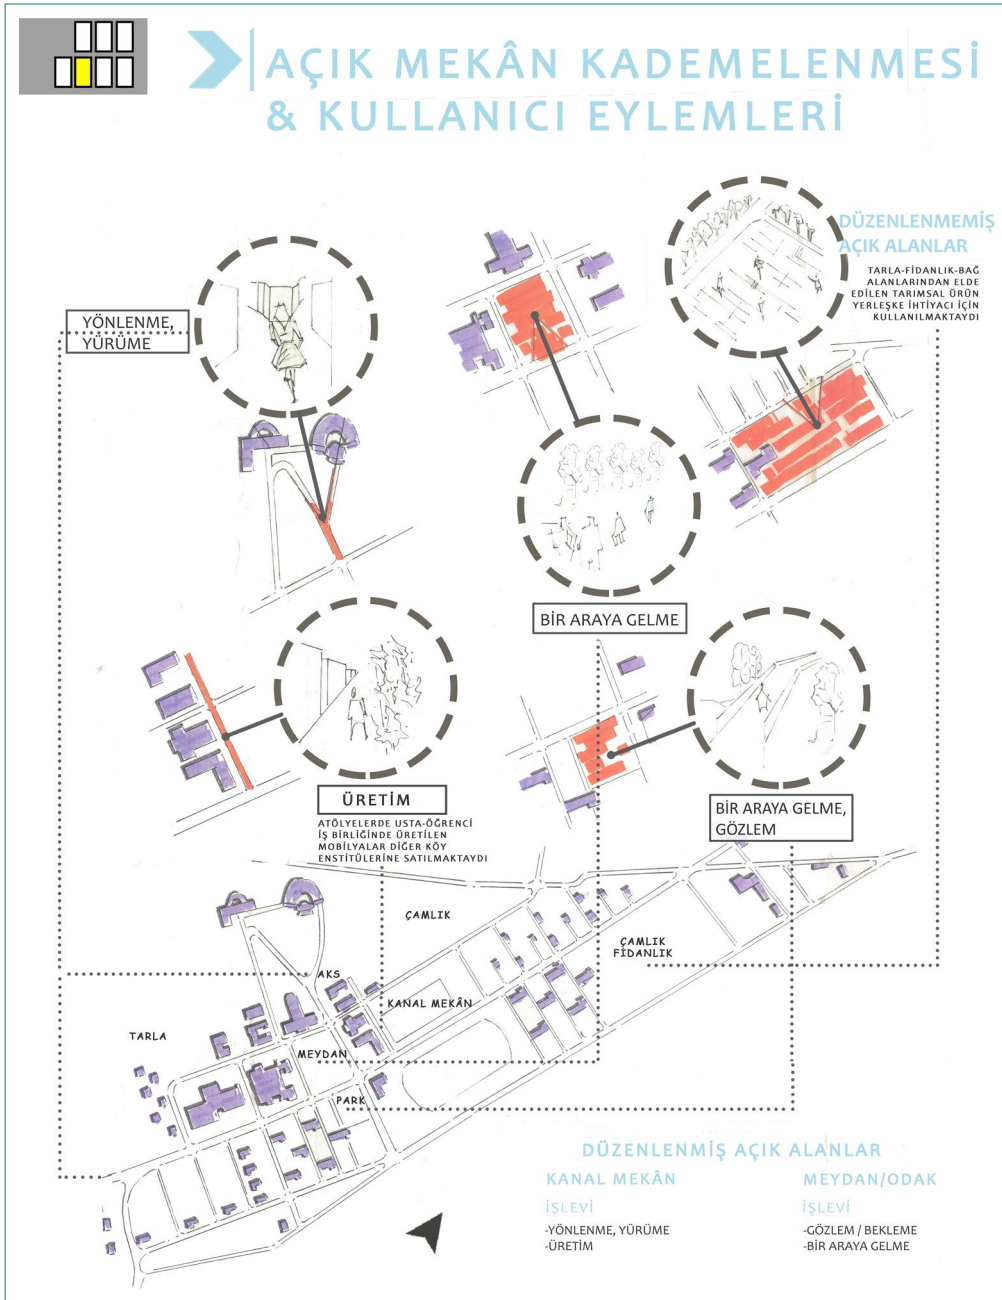 AÇIK MEKÂN KADEMELENMESİ
& KULLANICI EYLEMLERİ
DÜZENLENMEMİŞ
AÇIK ALANLAR
TARLA-FİDANLIK-BAĞ
ALANLARINDAN ELDE
EDİLEN TARIMSAL ÜRÜN
YERLEŞKE İHTİYACI İÇİN
KULLANILMAKTAYDI
YÖNLENME,
YÜRÜME
BİR ARAYA GELME
ÜRETİM
ATÖLYELERDE USTA-ÖĞRENCİ
İŞ BİRLİĞİNDE ÜRETİLEN
MOBİLYALAR DİĞER KÖY
ENSTİTÜLERİNE SATILMAKTAYDI
BİR ARAYA GELME,
GÖZLEM
ÇAMLIK
ÇAMLIK
FİDANLIK
AKS
KANAL MEKÂN
TARLA
MEYDAN
PARK
DÜZENLENMİŞ AÇIK ALANLAR
KANAL MEKÂN
İŞLEVİ
-YÖNLENME, YÜRÜME
-ÜRETİM
MEYDAN/ODAK
İŞLEVİ
-GÖZLEM / BEKLEME
-BİR ARAYA GELME